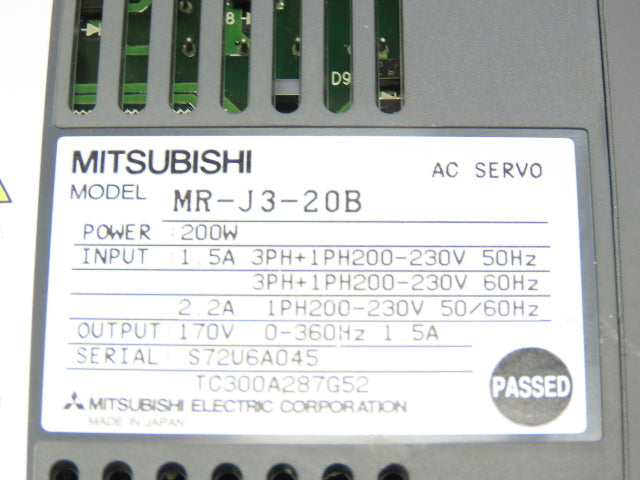 8
D9
MITSUBISHI
AC SERVO
MODEL MR-J3-20B
POWER :200W
INPUT :1.5A 3PH+1PH200-230V 50Hz
3PH+1PH200-230V 60Hz
2.2A 1PH200-230V 50/60Hz
OUTPUT:170V 0-360Hz 1.5A
SERIAL: S72U6A045
TC300A287G52
PASSED
MITSUBISHI ELECTRIC CORPORATION
MADE IN JAPAN